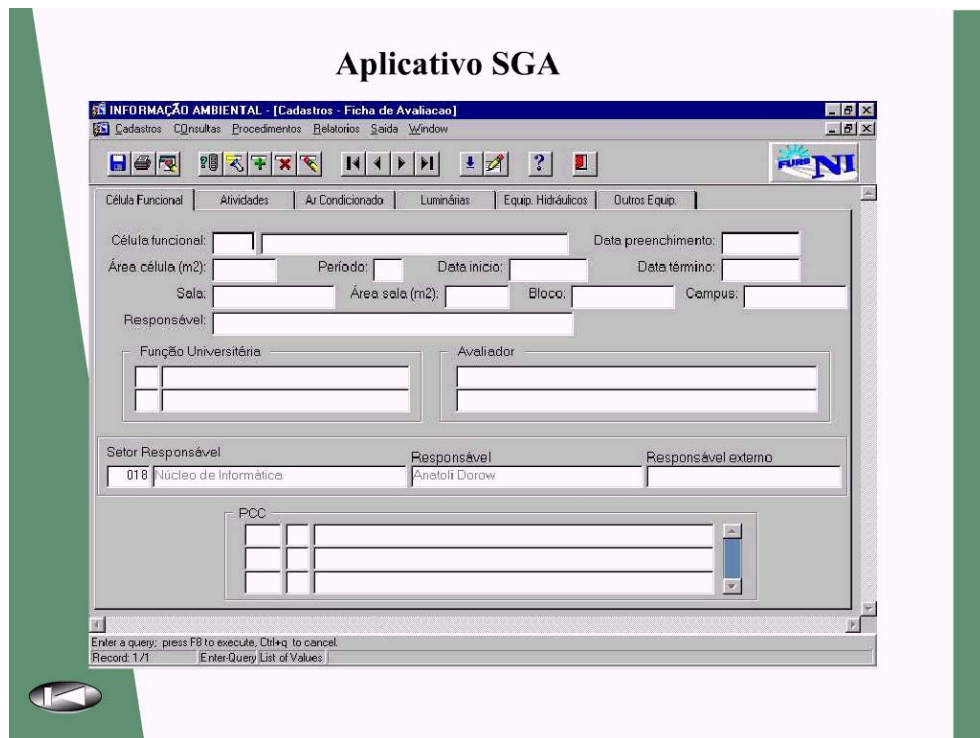 Aplicativo SGA
INFORMAÇÃO AMBIENTAL - [Cadastros - Ficha de Avaliacao]
Cadastros COnsultas Procedimentos Relatorios Saida Window
FURB NI
Célula Funcional Atividades Ar Condicionado Luminárias Equip. Hidráulicos Outros Equip.
Célula funcional: Data preenchimento:
Área célula (m2): Período: Data inicio: Data término:
Sala: Área sala (m2): Bloco: Campus:
Responsável:
Função Universitária Avaliador
Setor Responsável Responsável Responsável externo
018 Núcleo de Informática Anatoli Dorow
PCC
Enter a query; press F8 to execute, Ctrl+q to cancel.
Record: 1/1 Enter-Query List of Values